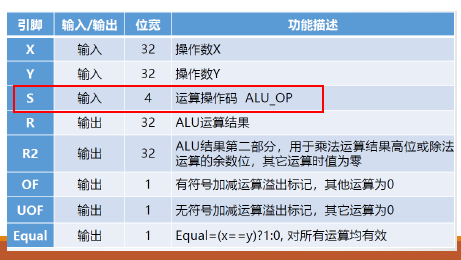 引脚 输入/输出 位宽 功能描述
X 输入 32 操作数X
Y 输入 32 操作数Y
S 输入 4 运算操作码 ALU_OP
R 输出 32 ALU运算结果
R2 输出 32 ALU结果第二部分，用于乘法运算结果高位或除法
运算的余数位，其它运算时值为零
OF 输出 1 有符号加减运算溢出标记，其他运算为0
UOF 输出 1 无符号加减运算溢出标记，其它运算为0
Equal 输出 1 Equal=(x==y)?1:0, 对所有运算均有效